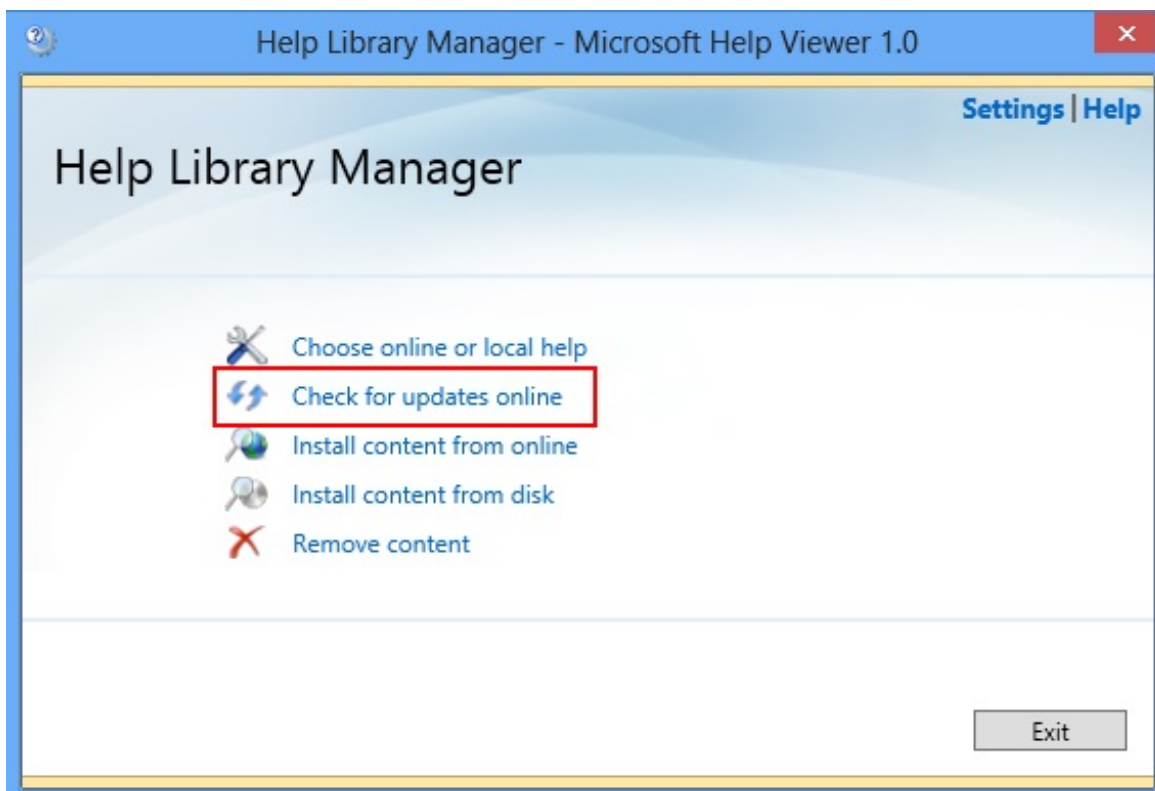 Help Library Manager - Microsoft Help Viewer 1.0
Settings | Help
Help Library Manager
Choose online or local help
Check for updates online
Install content from online
Install content from disk
Remove content
Exit